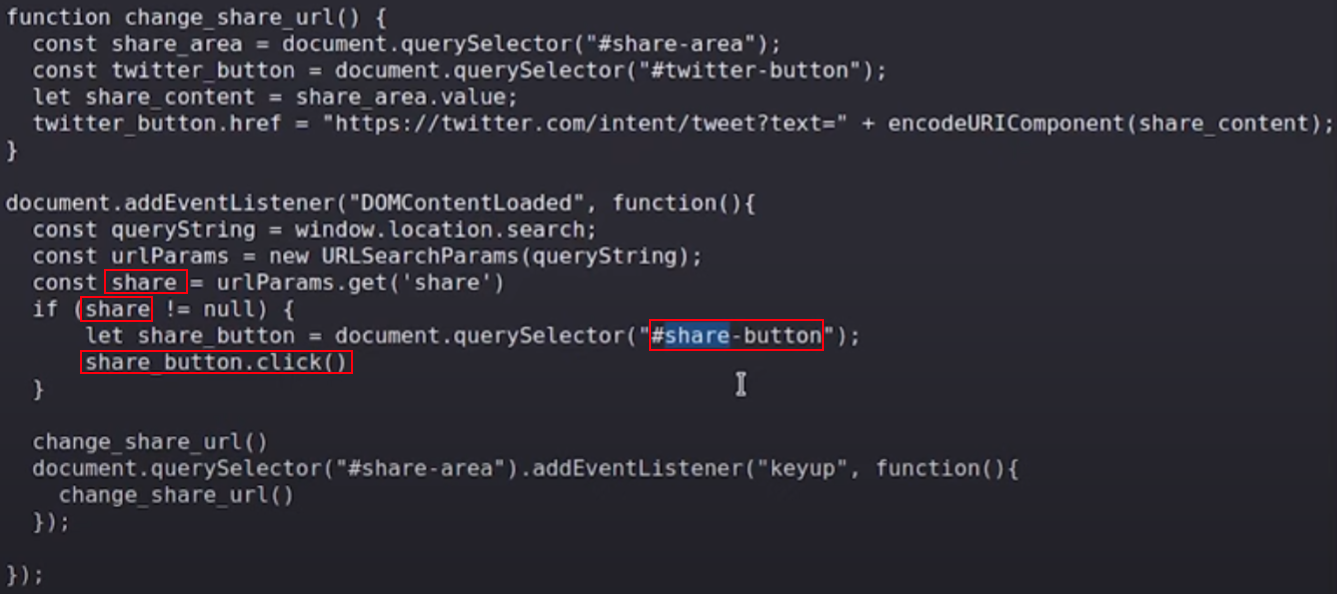 function change_share_url() {
  const share_area = document.querySelector("#share-area");
  const twitter_button = document.querySelector("#twitter-button");
  let share_content = share_area.value;
  twitter_button.href = "https://twitter.com/intent/tweet?text=" + encodeURIComponent(share_content);
}
document.addEventListener("DOMContentLoaded", function(){
  const queryString = window.location.search;
  const urlParams = new URLSearchParams(queryString);
  const share = urlParams.get('share')
  if (share != null) {
      let share_button = document.querySelector("#share-button");
      share_button.click()
  }
  change_share_url()
  document.querySelector("#share-area").addEventListener("keyup", function(){
    change_share_url()
  });
});